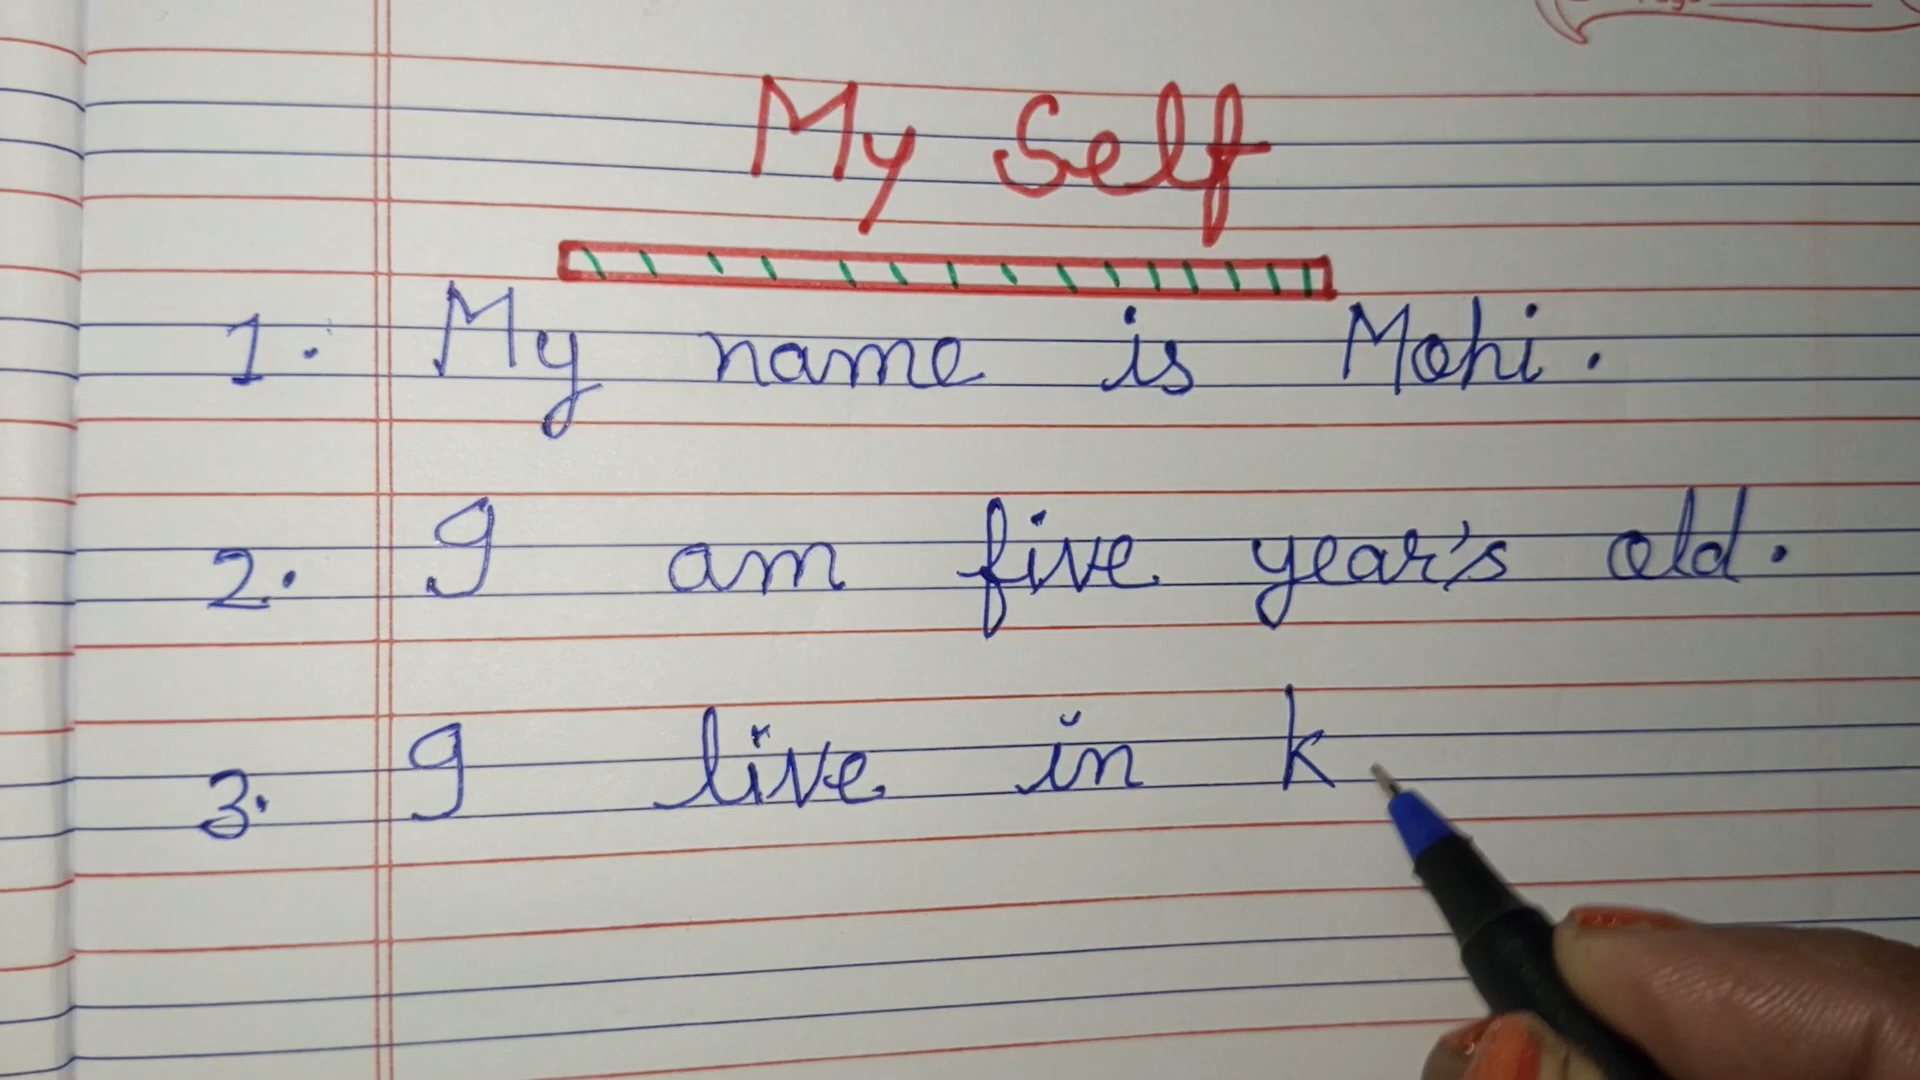 My Self
1. My name is Mohi.
2. I am five year's old.
3. I live in k